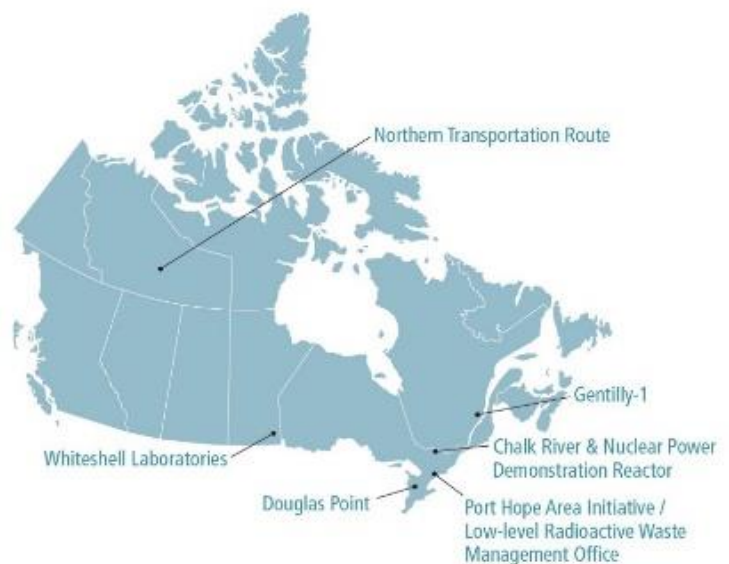 Northern Transportation Route
Gentilly-1
Chalk River & Nuclear Power
Demonstration Reactor
Whiteshell Laboratories
Douglas Point
Port Hope Area Initiative /
Low-level Radioactive Waste
Management Office